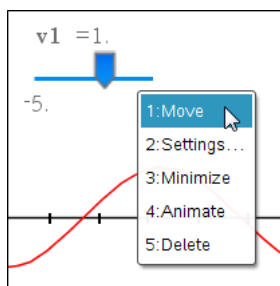 v1 =1.
-5.
1:Move
2:Settings...
3:Minimize
4:Animate
5:Delete